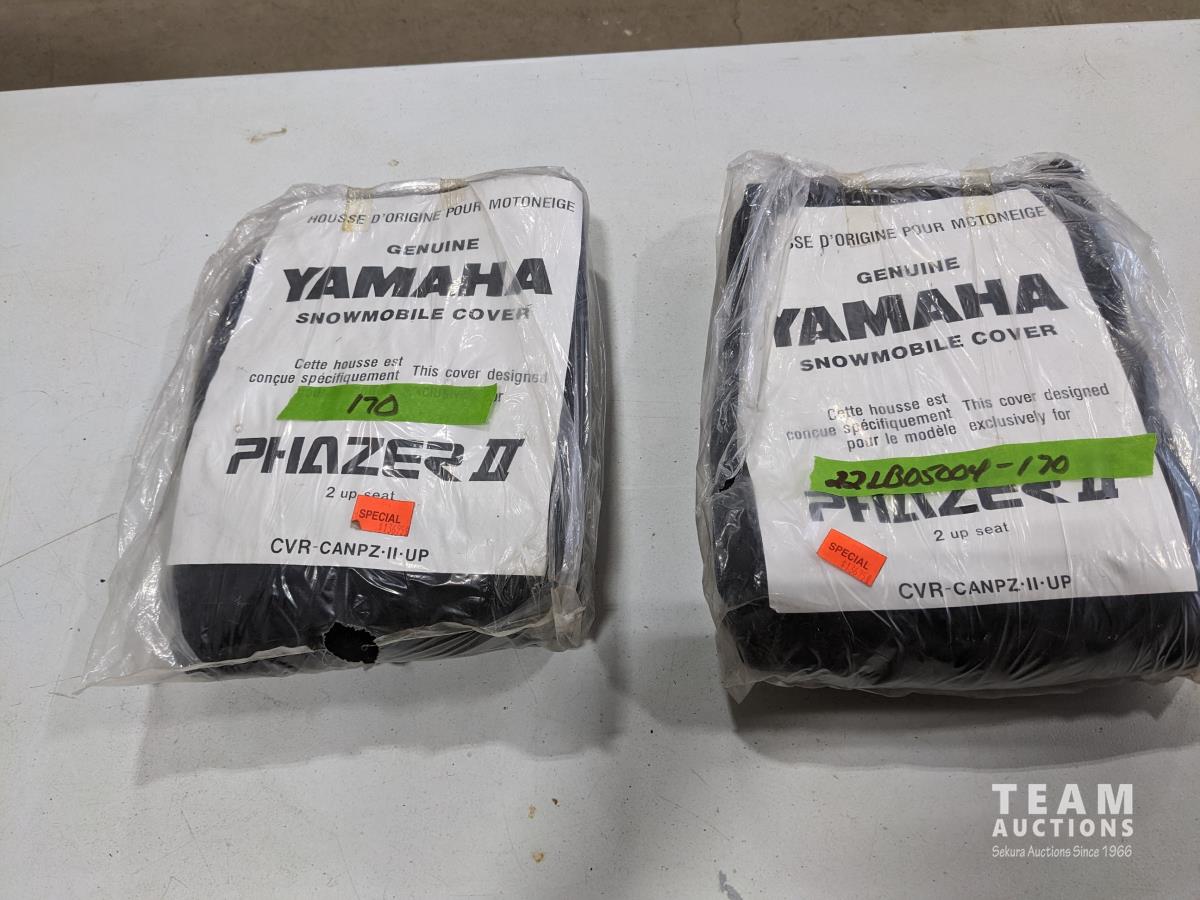 HOUSSE D'ORIGINE POUR MOTONEIGE
GENUINE
YAMAHA
SNOWMOBILE COVER
Cette housse est
conçue spécifiquement This cover designed
170
PHAZER II
2 up seat
SPECIAL
CVR-CANPZ-II-UP
SSE D'ORIGINE POUR MOTONEIGE
GENUINE
YAMAHA
SNOWMOBILE COVER
Cette housse est
conçue spécifiquement This cover designed
pour le modèle exclusively for
22LB05004-170
PHAZER II
2 up seat
SPECIAL
CVR-CANPZ-II-UP
TEAM
AUCTIONS
Sekura Auctions Since 1966